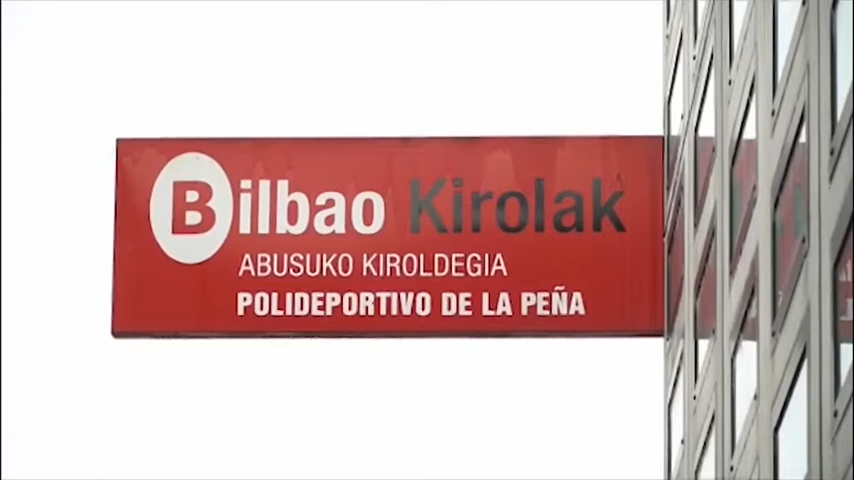 Bilbao Kirolak
ABUSUKO KIROLDEGIA
POLIDEPORTIVO DE LA PEÑA